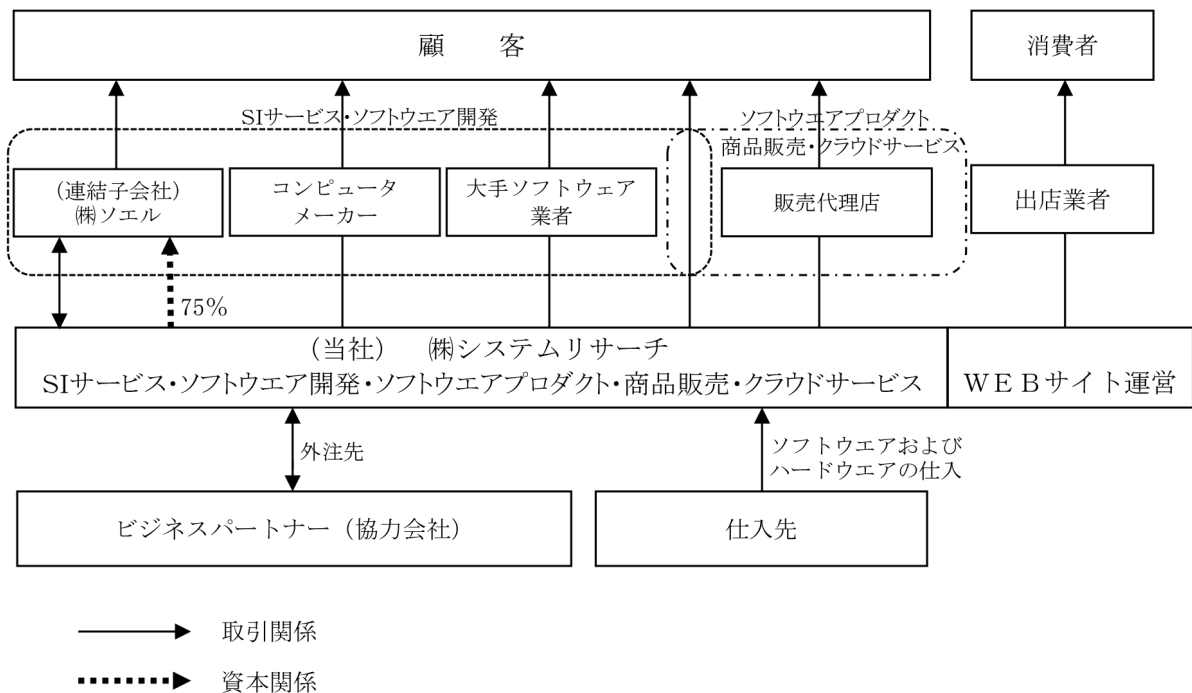 顧　　客
消費者
SIサービス・ソフトウエア開発
ソフトウエアプロダクト
商品販売・クラウドサービス
（連結子会社）
㈱ソエル
コンピュータ
メーカー
大手ソフトウェア
業者
販売代理店
出店業者
75%
（当社）　㈱システムリサーチ
SIサービス・ソフトウエア開発・ソフトウエアプロダクト・商品販売・クラウドサービス
ＷＥＢサイト運営
外注先
ソフトウエアおよび
ハードウエアの仕入
ビジネスパートナー（協力会社）
仕入先
取引関係
資本関係